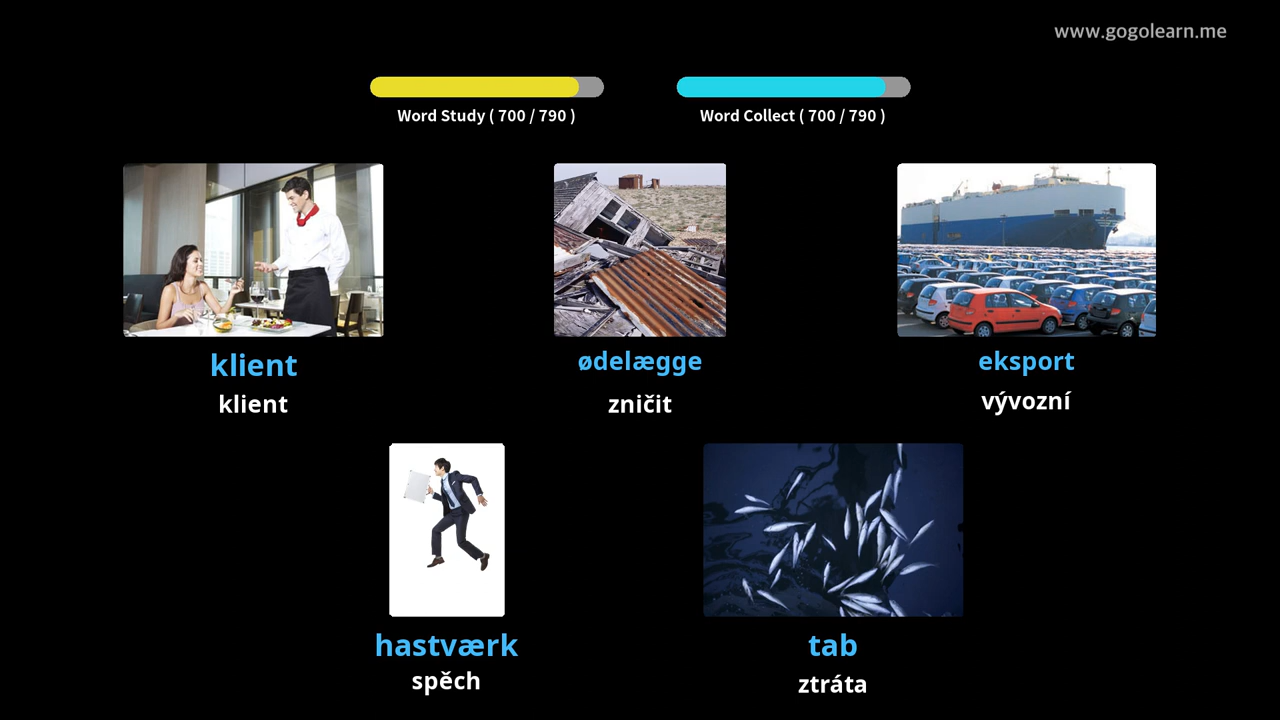 www.gogolearn.me
Word Study ( 700 / 790 )
Word Collect ( 700 / 790 )
klient
klient
ødelægge
zničit
eksport
vývozní
hastværk
spěch
tab
ztráta